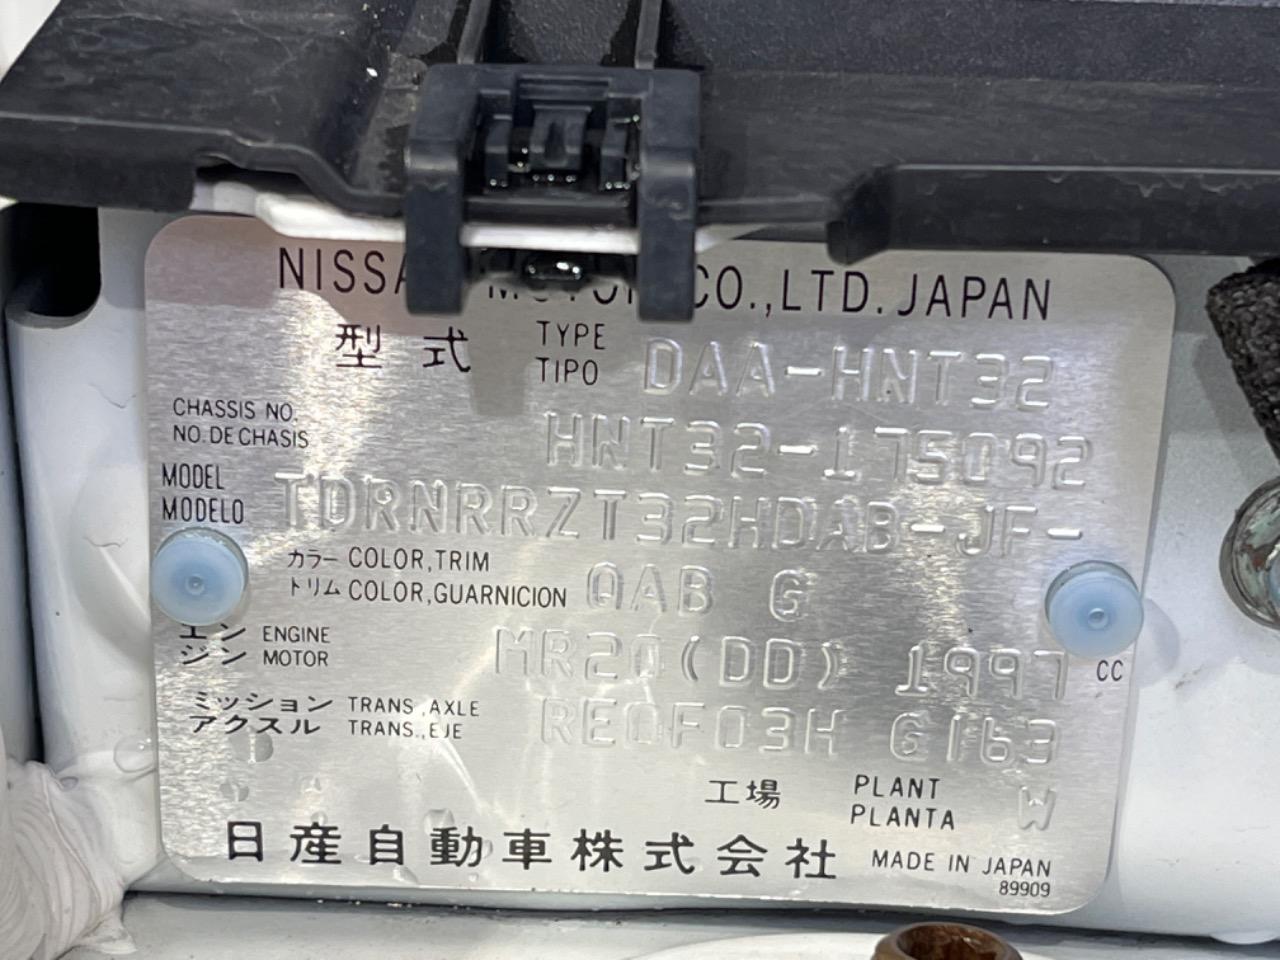 NISSAN MOTOR CO.,LTD. JAPAN
型式 TYPE TIPO DAA-HNT32
CHASSIS NO.
NO. DE CHASIS HNT32-175092
MODEL
MODELO TDRNRRZT32HDAB-JF-
カラー COLOR,TRIM
トリム COLOR,GUARNICION QAB G
エンジン ENGINE
MOTOR MR20(DD) 1997 CC
ミッション TRANS.,AXLE
アクスル TRANS.,EJE RE0F03H G163
工場 PLANT
PLANTA W
日産自動車株式会社 MADE IN JAPAN
89909